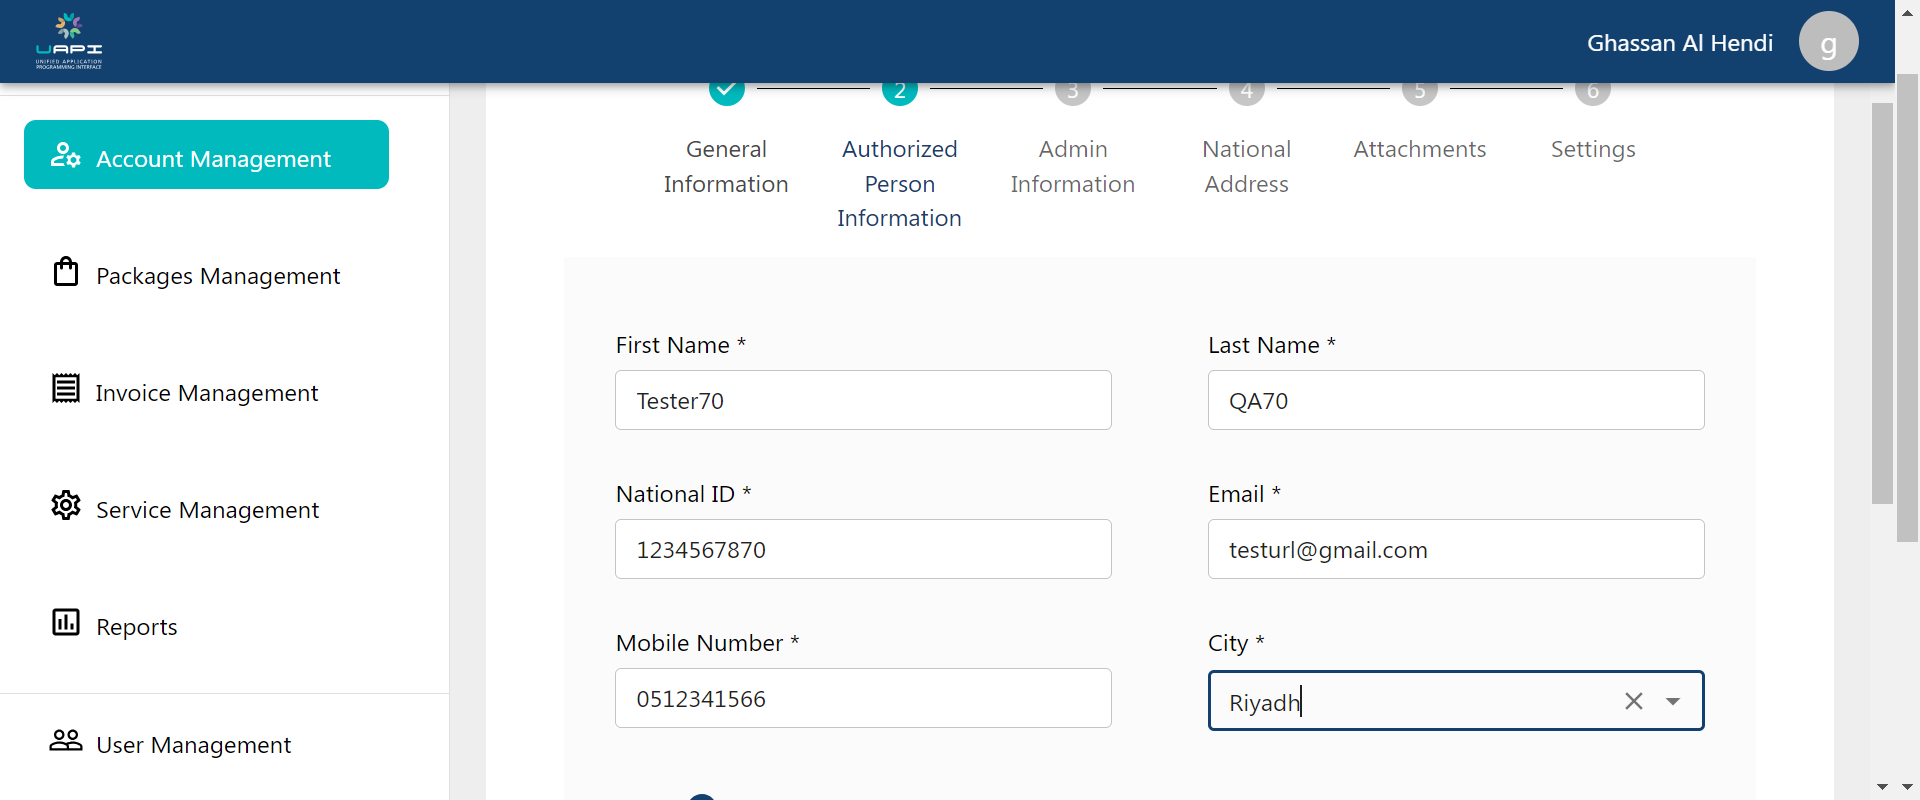 UAPI
UNIFIED APPLICATION
PROGRAMMING INTERFACE
Ghassan Al Hendi
g
2
3
4
5
6
General
Information
Authorized
Person
Information
Admin
Information
National
Address
Attachments
Settings
Account Management
Packages Management
Invoice Management
Service Management
Reports
User Management
First Name *
Tester70
Last Name *
QA70
National ID *
1234567870
Email *
testurl@gmail.com
Mobile Number *
0512341566
City *
Riyadh